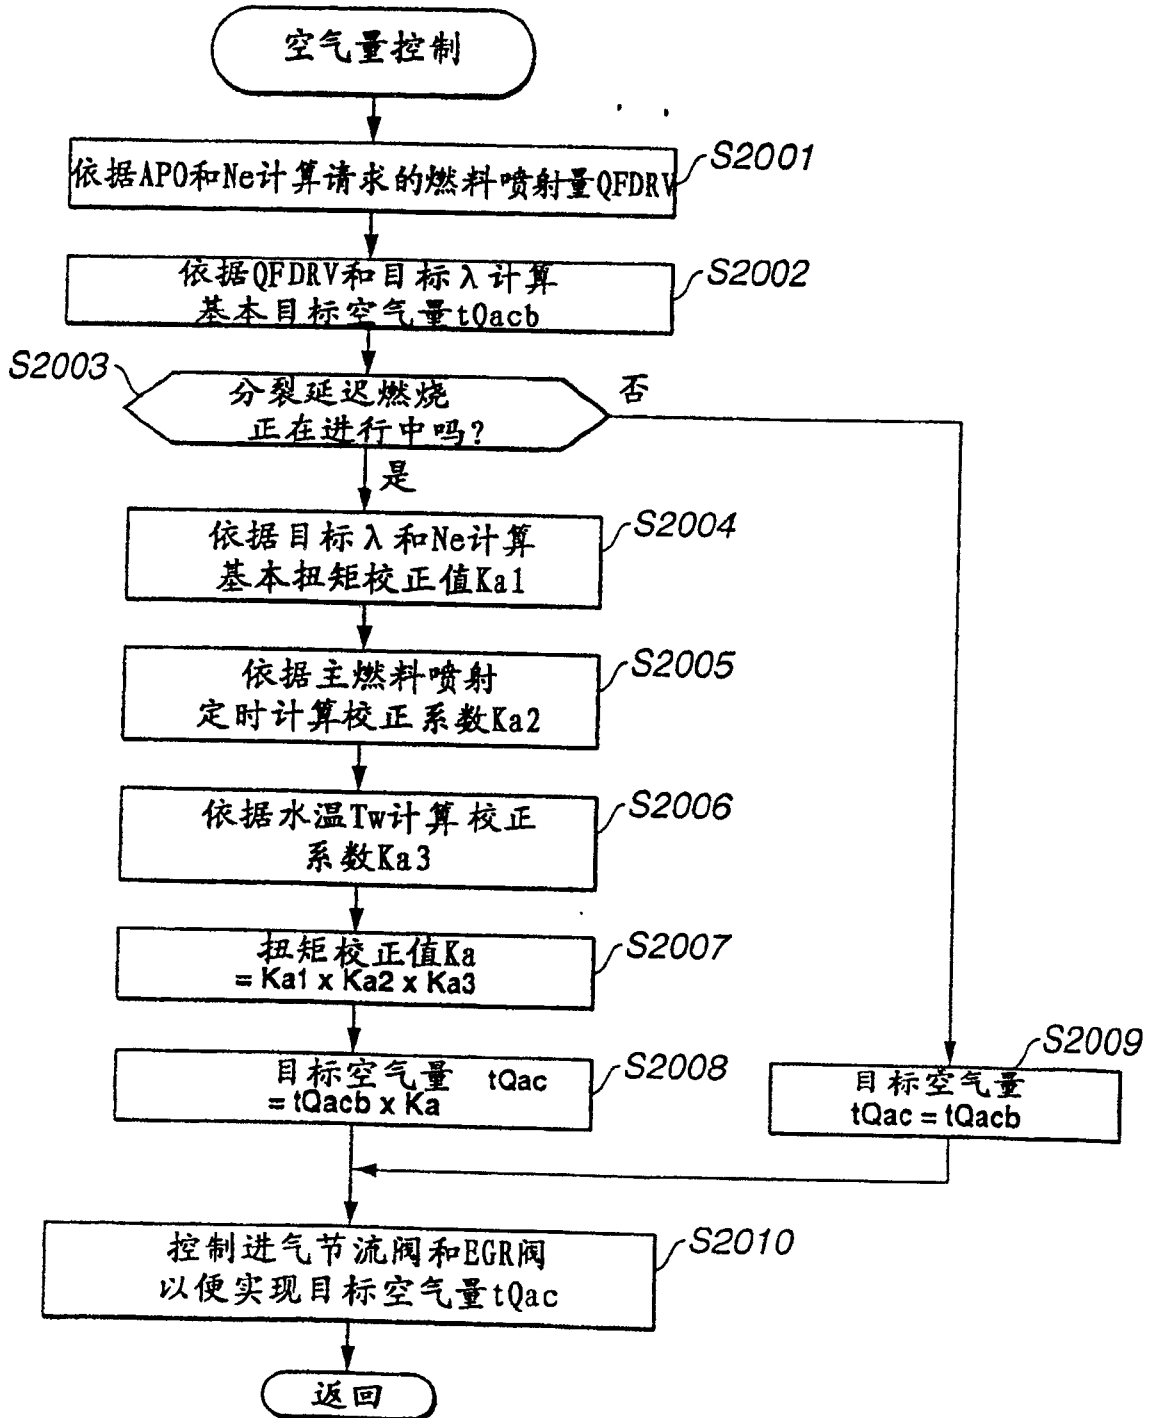 空气量控制
S2001
依据APO和Ne计算请求的燃料喷射量QFDRV
S2002
依据QFDRV和目标λ计算
基本目标空气量tQacb
S2003
分裂延迟燃烧
正在进行中吗?
否
是
S2004
依据目标λ和Ne计算
基本扭矩校正值Ka1
S2005
依据主燃料喷射
定时计算校正系数Ka2
S2006
依据水温Tw计算校正
系数Ka3
S2007
扭矩校正值Ka
= Ka1 x Ka2 x Ka3
S2008
目标空气量 tQac
= tQacb x Ka
S2009
目标空气量
tQac = tQacb
S2010
控制进气节流阀和EGR阀
以便实现目标空气量tQac
返回